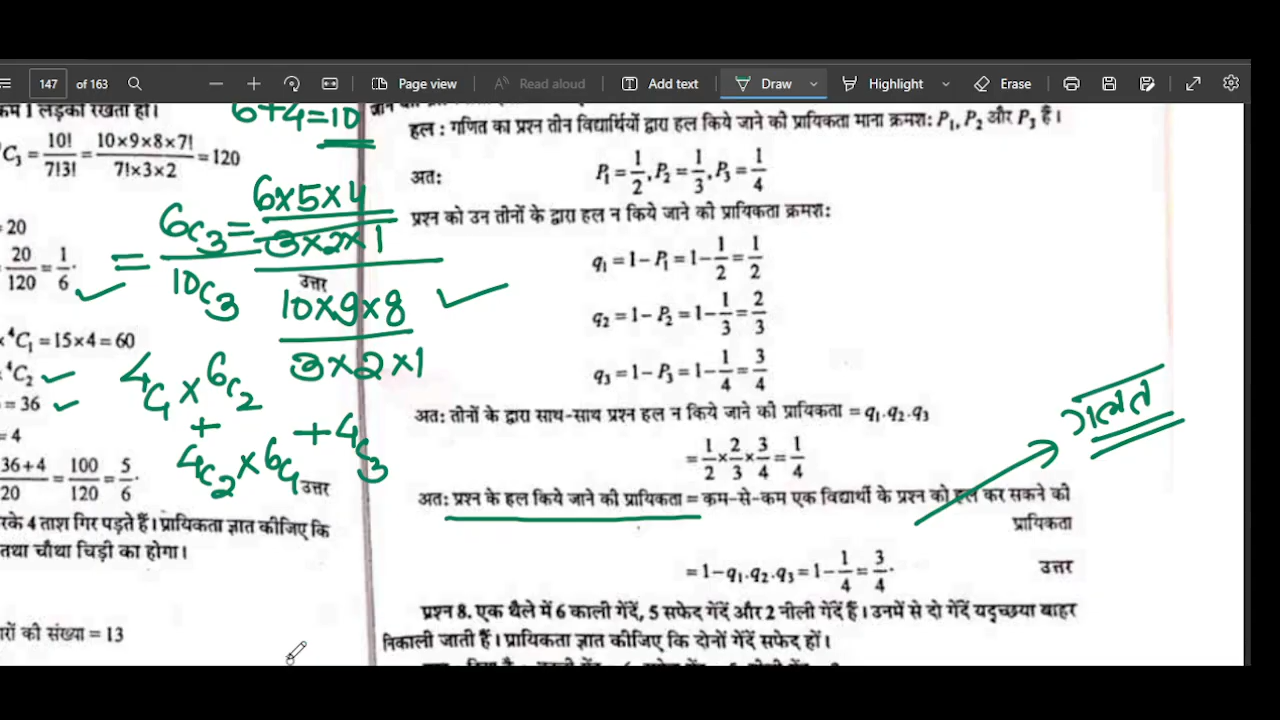 147 of 163 Page view Read aloud Add text Draw Highlight Erase
कम 1 लड़की रखता हो।
6+4=10
C₃ = 10!/7!3! = 10×9×8×7!/7!×3×2 = 120
= 20
20/120 = 1/6.
6C₃/10C₃ = 6×5×4/3×2×1 / 10×9×8/3×2×1
उत्तर
×⁴C₁ = 15×4 = 60
×⁴C₂
= 36
= 4
4C₁×6C₂
+
4C₂×6C₁ + 4C₃
36+4/20 = 100/120 = 5/6.
उत्तर
रके 4 ताश गिर पड़ते हैं। प्रायिकता ज्ञात कीजिए कि
तथा चौथा चिड़ी का होगा।
ारों की संख्या = 13
हल : गणित का प्रश्न तीन विद्यार्थियों द्वारा हल किये जाने की प्रायिकता माना क्रमश: P₁, P₂ और P₃ है।
अत: P₁ = 1/2, P₂ = 1/3, P₃ = 1/4
प्रश्न को उन तीनों के द्वारा हल न किये जाने की प्रायिकता क्रमश:
q₁ = 1 – P₁ = 1 – 1/2 = 1/2
q₂ = 1 – P₂ = 1 – 1/3 = 2/3
q₃ = 1 – P₃ = 1 – 1/4 = 3/4
अत: तीनों के द्वारा साथ-साथ प्रश्न हल न किये जाने की प्रायिकता = q₁.q₂.q₃
= 1/2 × 2/3 × 3/4 = 1/4
गलत
अत: प्रश्न के हल किये जाने की प्रायिकता = कम-से-कम एक विद्यार्थी के प्रश्न को हल कर सकने की
प्रायिकता
= 1 – q₁.q₂.q₃ = 1 – 1/4 = 3/4. उत्तर
प्रश्न 8. एक थैले में 6 काली गेंदें, 5 सफेद गेंदें और 2 नीली गेंदें हैं। उनमें से दो गेंदें यदृच्छया बाहर
निकाली जाती हैं। प्रायिकता ज्ञात कीजिए कि दोनों गेंदें सफेद हों।